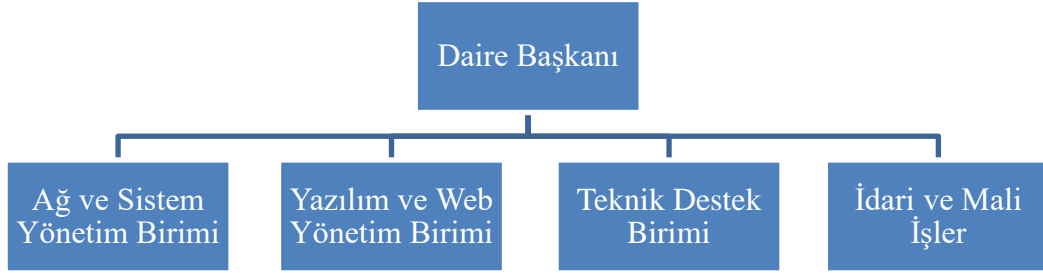 Daire Başkanı
Ağ ve Sistem
Yönetim Birimi
Yazılım ve Web
Yönetim Birimi
Teknik Destek
Birimi
İdari ve Mali
İşler